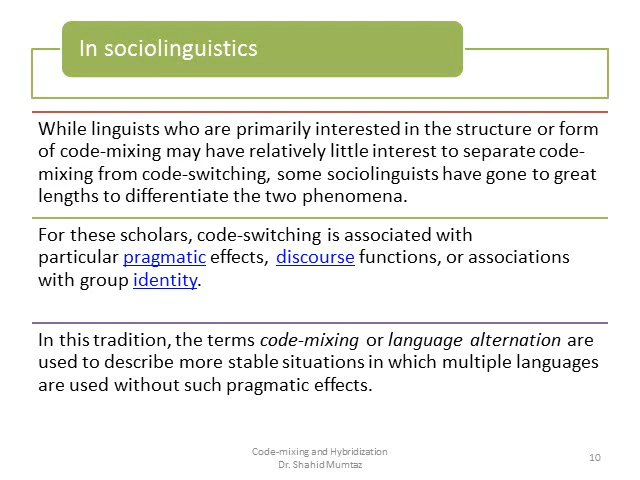 In sociolinguistics
While linguists who are primarily interested in the structure or form
of code-mixing may have relatively little interest to separate code-
mixing from code-switching, some sociolinguists have gone to great
lengths to differentiate the two phenomena.
For these scholars, code-switching is associated with
particular pragmatic effects, discourse functions, or associations
with group identity.
In this tradition, the terms code-mixing or language alternation are
used to describe more stable situations in which multiple languages
are used without such pragmatic effects.
Code-mixing and Hybridization
Dr. Shahid Mumtaz
10